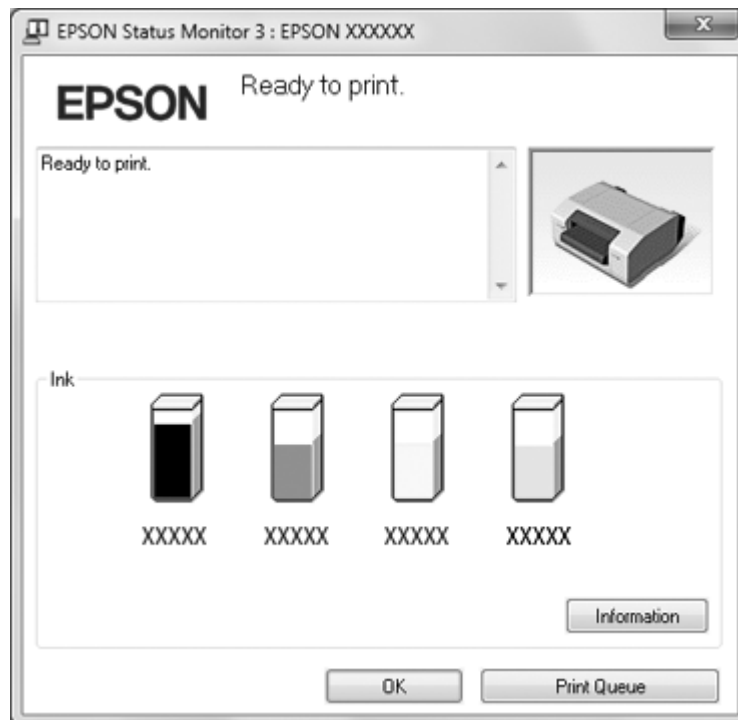 EPSON Status Monitor 3 : EPSON XXXXXX
EPSON
Ready to print.
Ready to print.
Ink
XXXXX XXXXX XXXXX XXXXX
Information
OK Print Queue